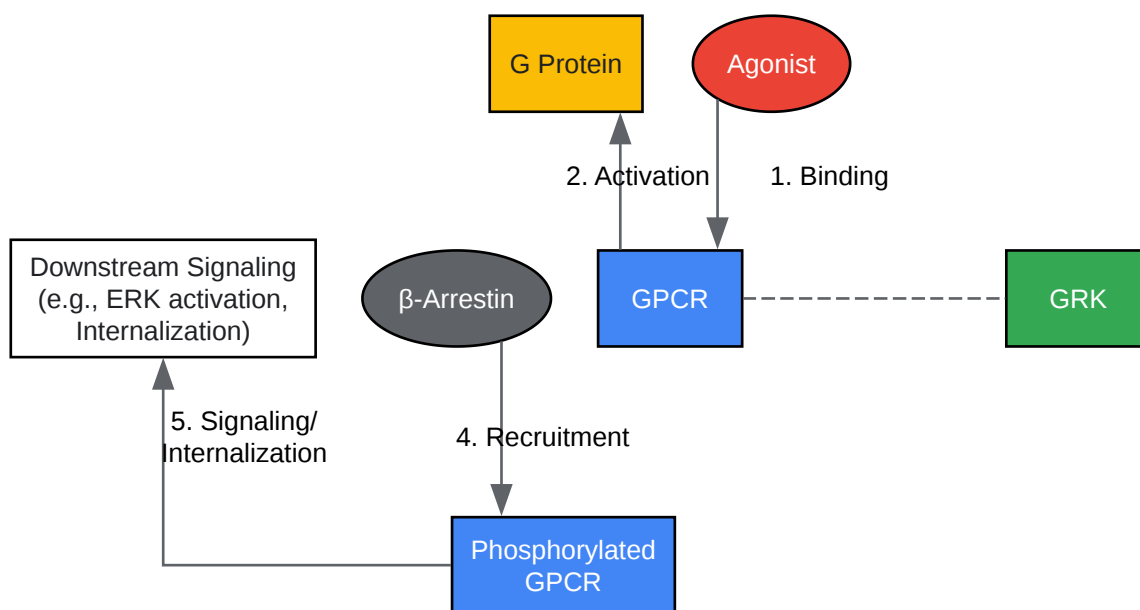 G Protein
Agonist
2. Activation
1. Binding
Downstream Signaling
(e.g., ERK activation,
Internalization)
β-Arrestin
GPCR
GRK
5. Signaling/
Internalization
4. Recruitment
Phosphorylated
GPCR